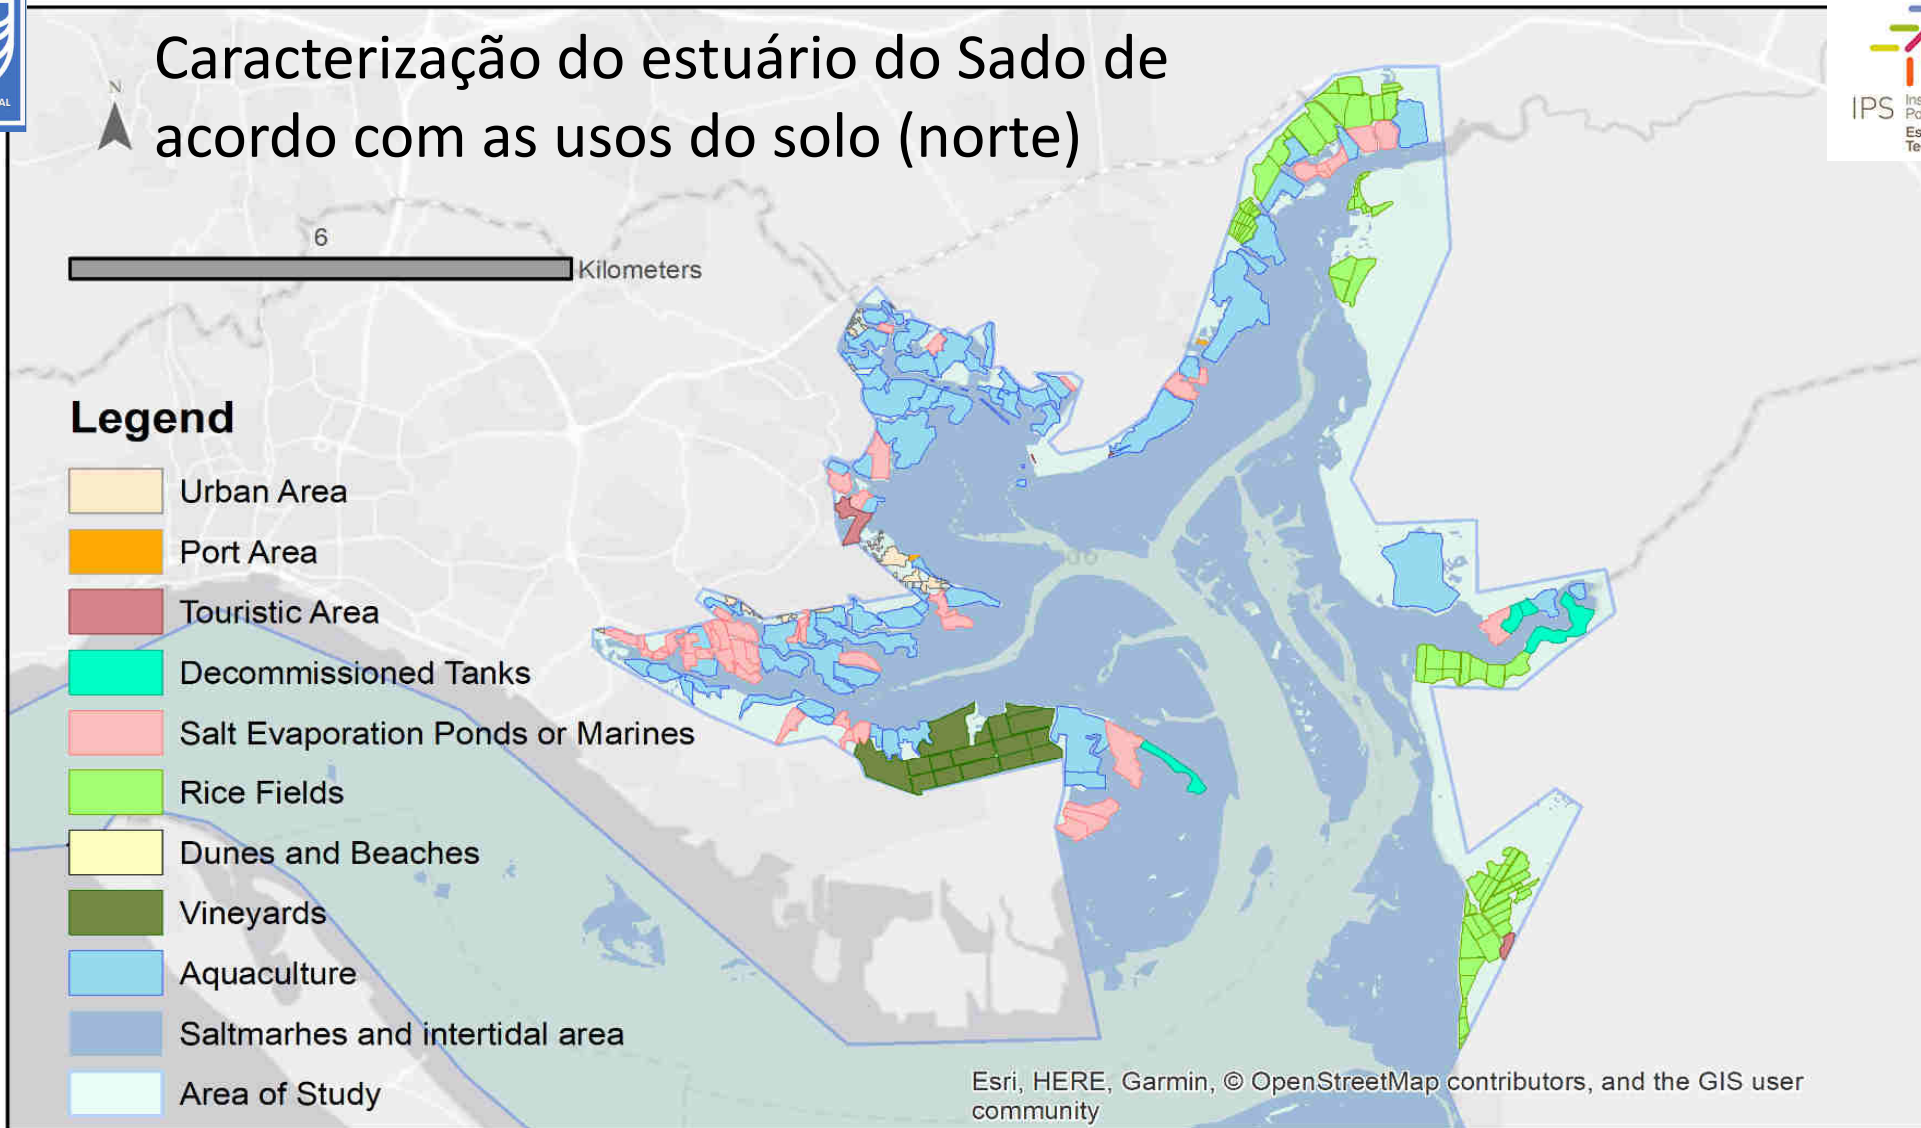 Caracterização do estuário do Sado de
acordo com as usos do solo (norte)
N
6
Kilometers
Legend
Urban Area
Port Area
Touristic Area
Decommissioned Tanks
Salt Evaporation Ponds or Marines
Rice Fields
Dunes and Beaches
Vineyards
Aquaculture
Saltmarhes and intertidal area
Area of Study
IPS
Esri, HERE, Garmin, © OpenStreetMap contributors, and the GIS user
community